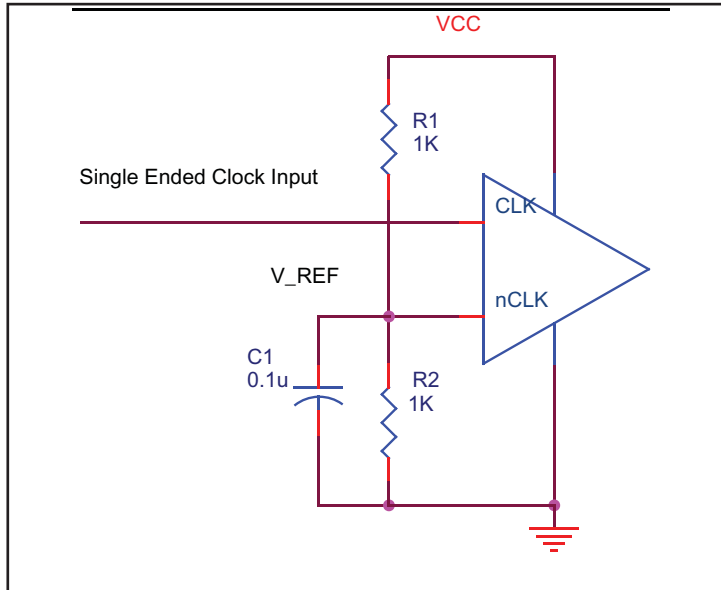 VCC
R1
1K
Single Ended Clock Input
CLK
V_REF
nCLK
C1
0.1u
R2
1K